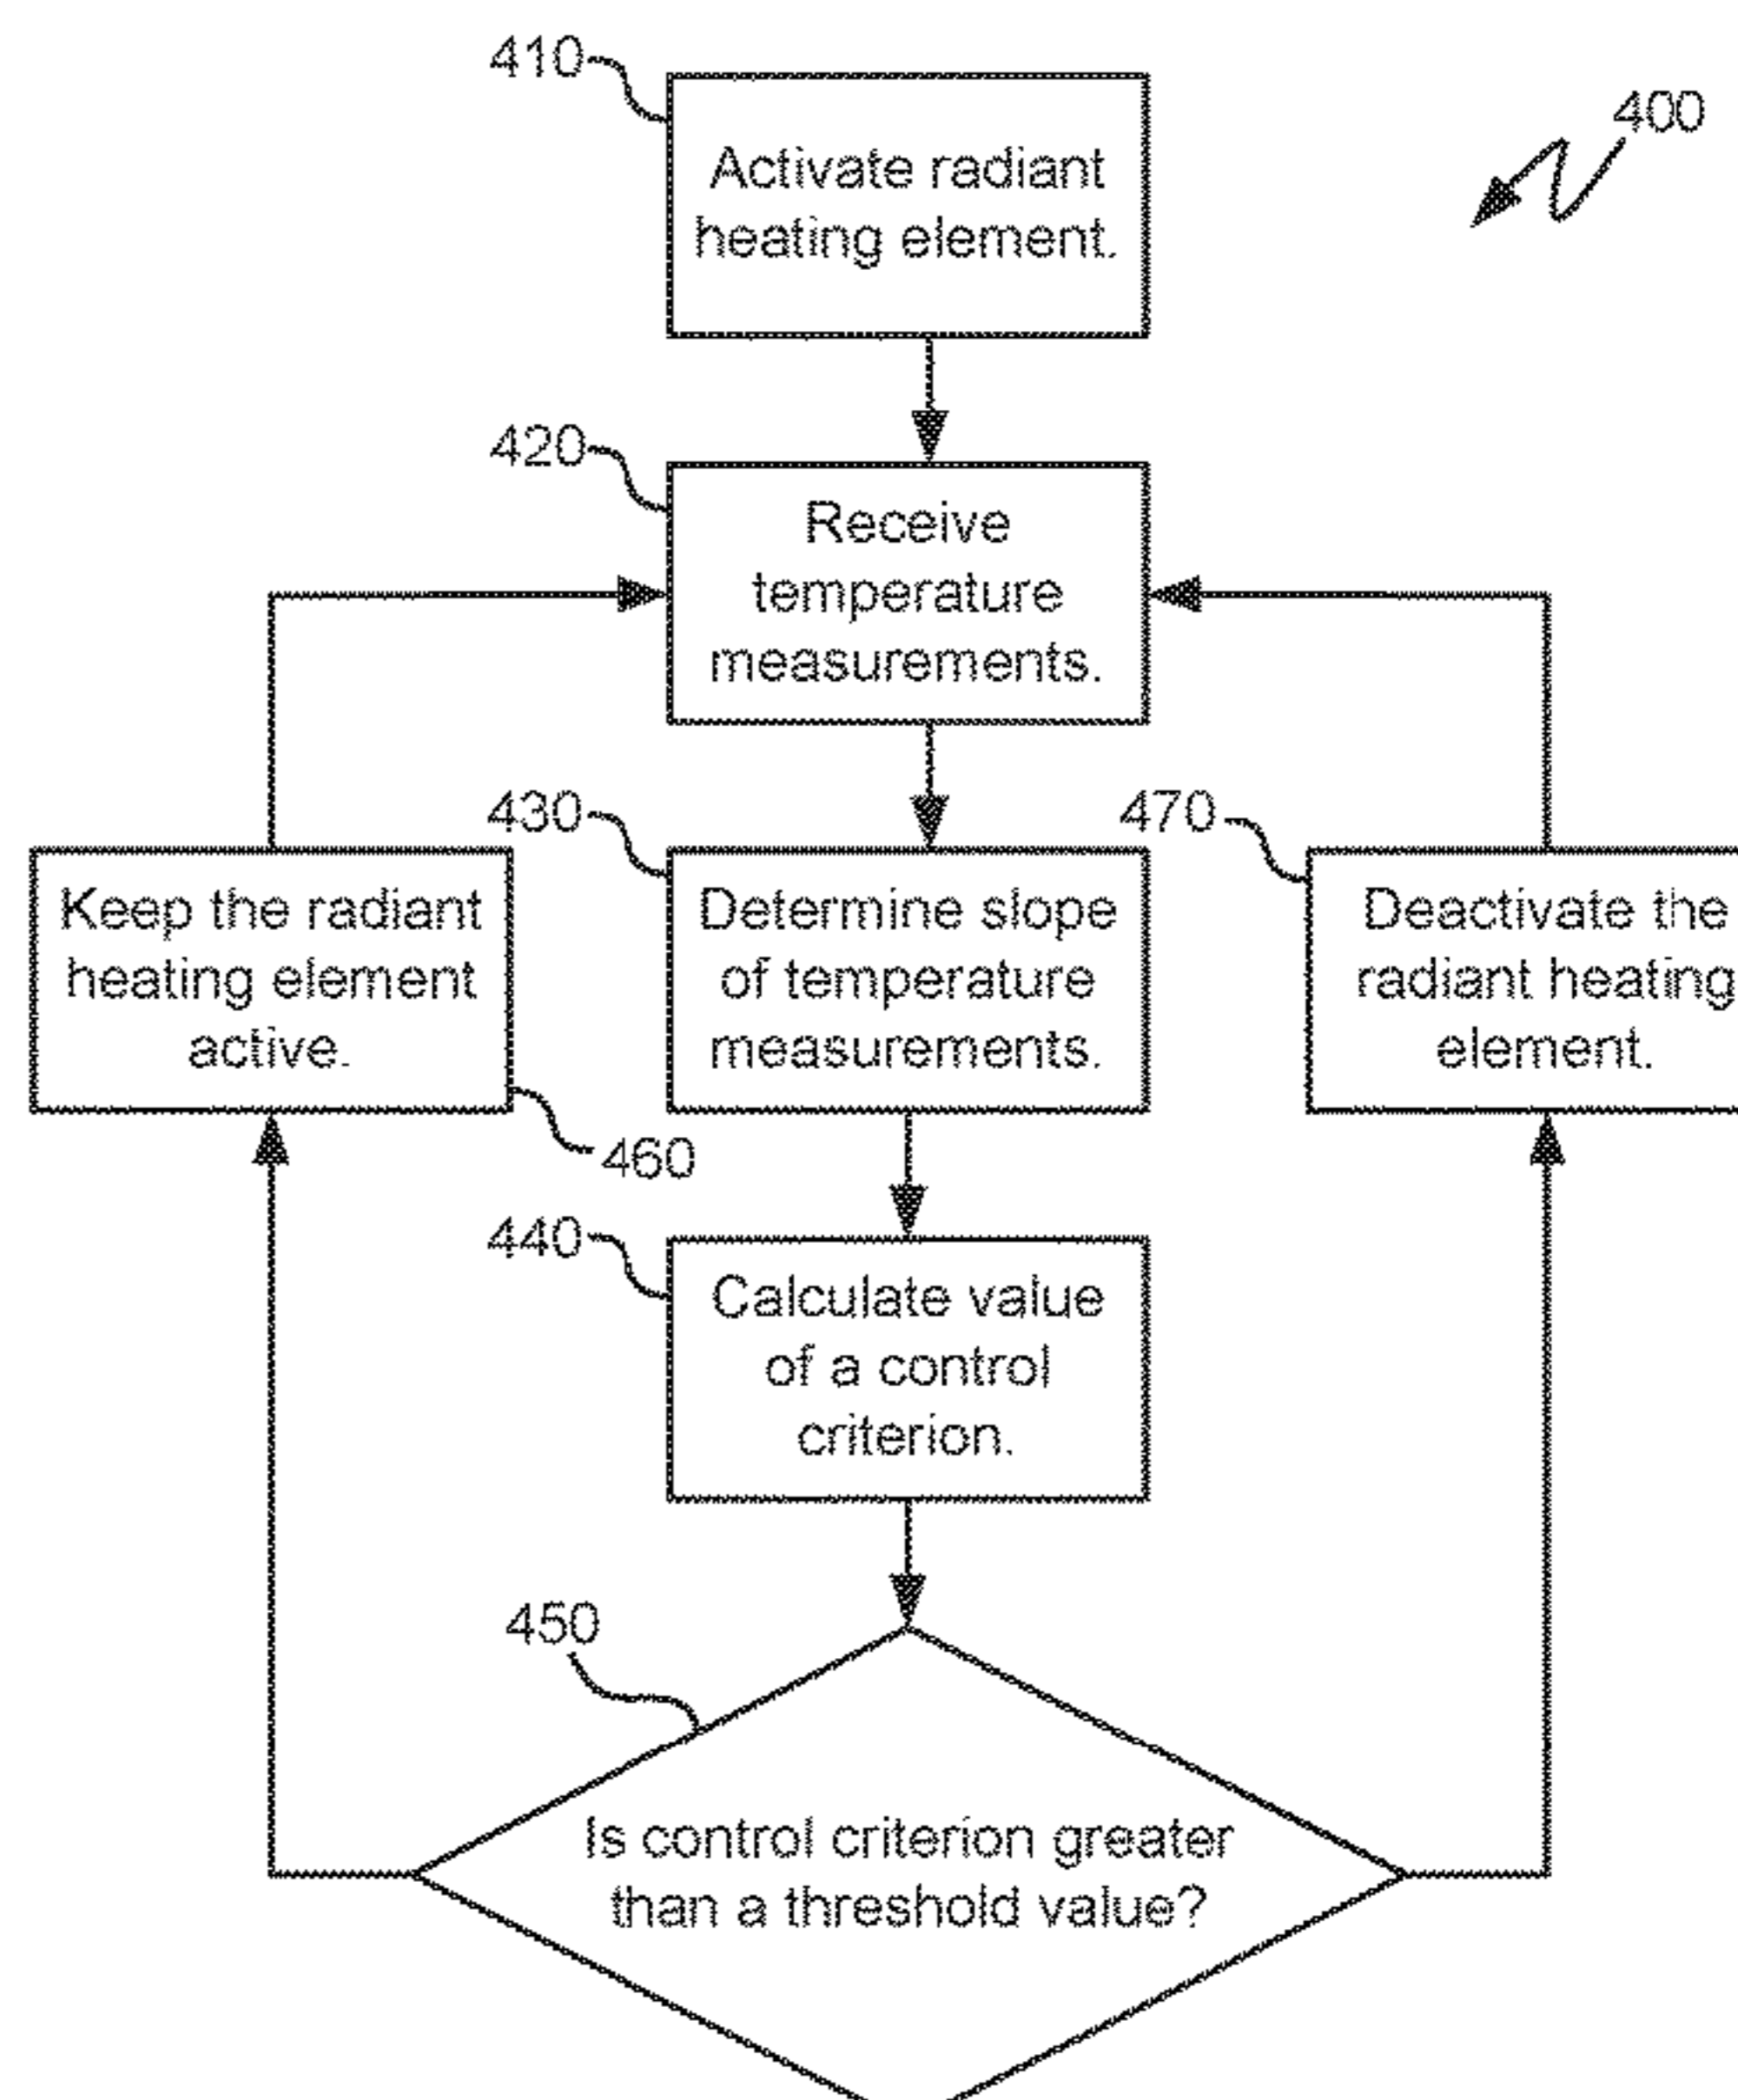 410
400
Activate radiant
heating element.
420
Receive
temperature
measurements.
430
470
Keep the radiant
heating element
active.
Determine slope
of temperature
measurements.
Deactivate the
radiant heating
element.
460
440
Calculate value
of a control
criterion.
450
Is control criterion greater
than a threshold value?